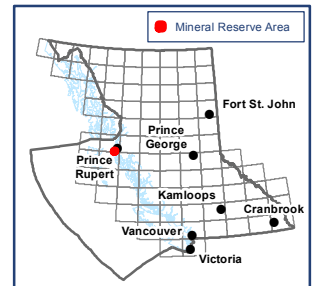 Mineral Reserve Area
Fort St. John
Prince
George
Prince
Rupert
Kamloops
Cranbrook
Vancouver
Victoria